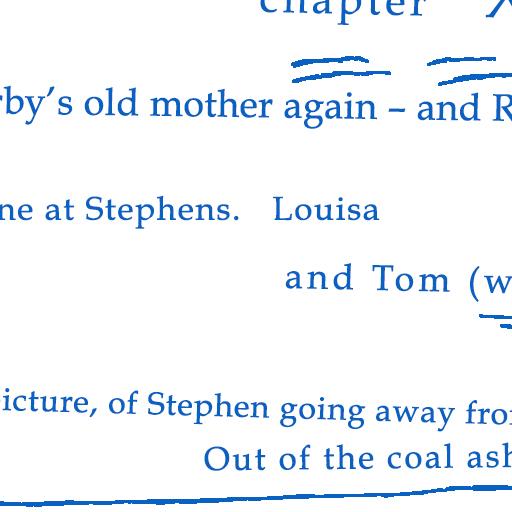 chapter
rby's old mother again – and R
ne at Stephens. Louisa
and Tom (w
icture, of Stephen going away fro
Out of the coal ash